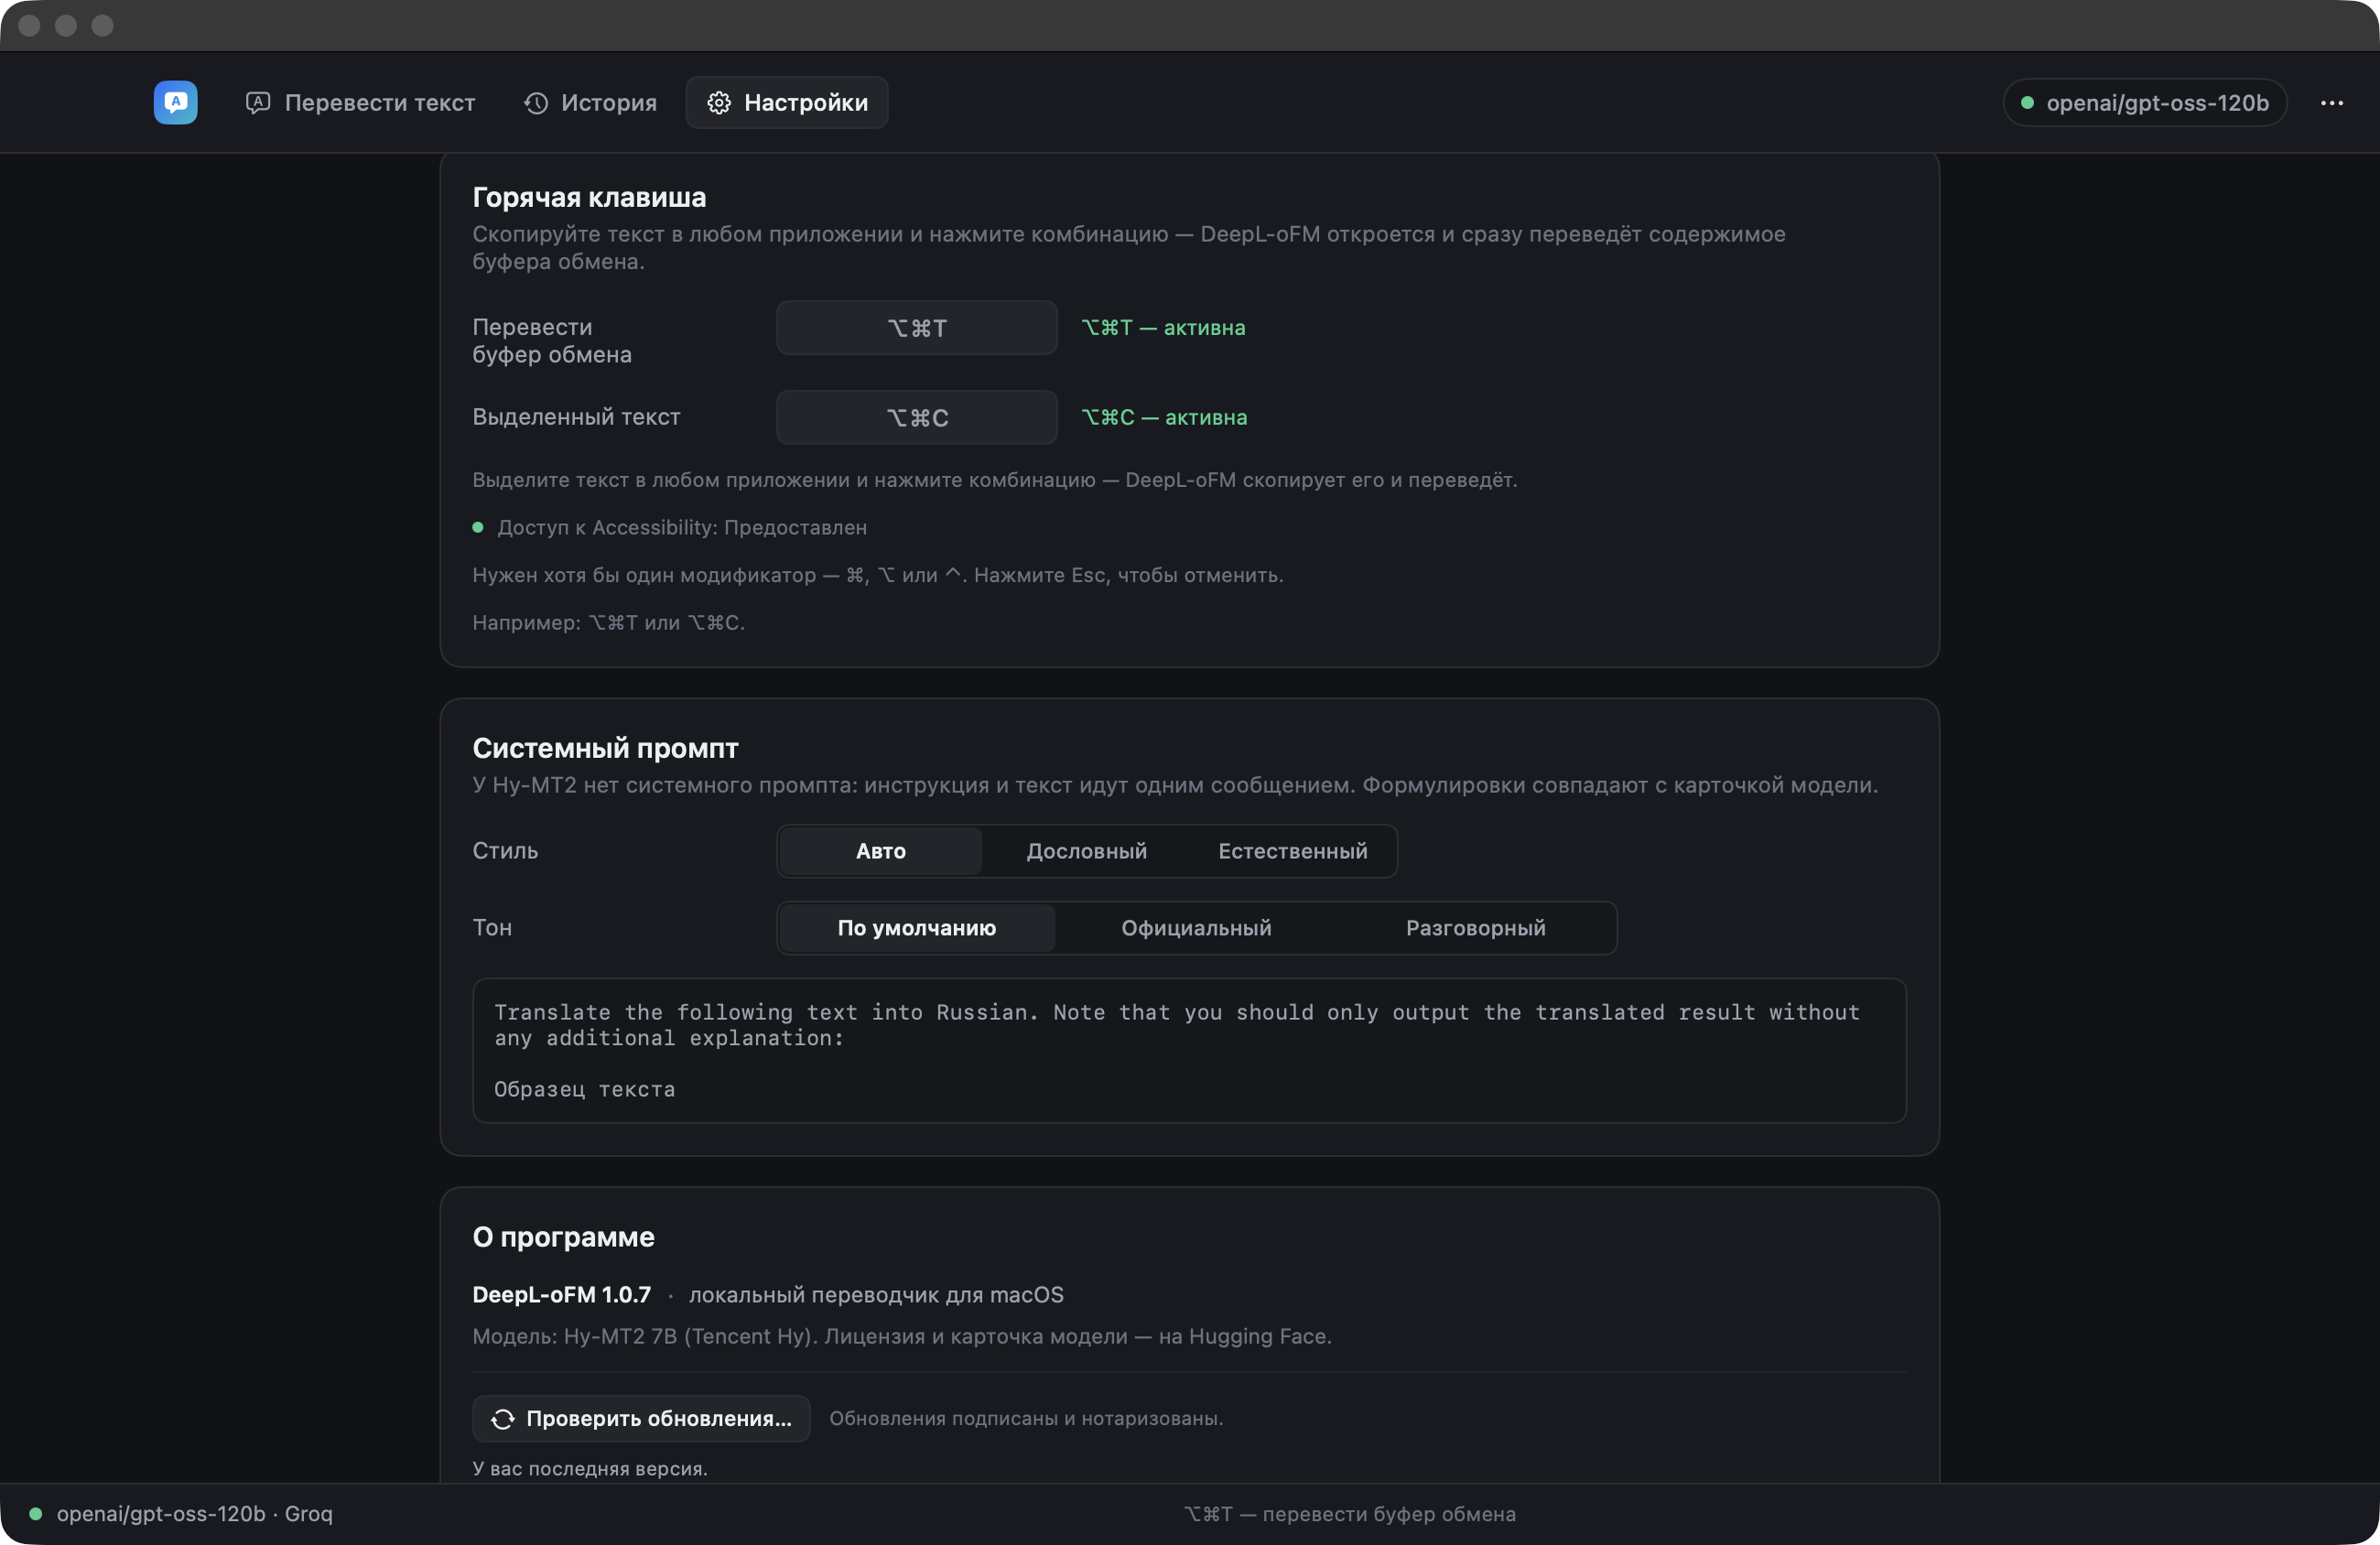 Перевести текст
История
Настройки
openai/gpt-oss-120b
Горячая клавиша
Скопируйте текст в любом приложении и нажмите комбинацию — DeepL-oFM откроется и сразу переведёт содержимое
буфера обмена.
Перевести
буфер обмена
⌥⌘T
⌥⌘T — активна
Выделенный текст
⌥⌘C
⌥⌘C — активна
Выделите текст в любом приложении и нажмите комбинацию — DeepL-oFM скопирует его и переведёт.
Доступ к Accessibility: Предоставлен
Нужен хотя бы один модификатор — ⌘, ⌥ или ^. Нажмите Esc, чтобы отменить.
Например: ⌥⌘T или ⌥⌘C.
Системный промпт
У Hy-MT2 нет системного промпта: инструкция и текст идут одним сообщением. Формулировки совпадают с карточкой модели.
Стиль
Авто
Дословный
Естественный
Тон
По умолчанию
Официальный
Разговорный
Translate the following text into Russian. Note that you should only output the translated result without
any additional explanation:
Образец текста
О программе
DeepL-oFM 1.0.7 · локальный переводчик для macOS
Модель: Hy-MT2 7B (Tencent Hy). Лицензия и карточка модели — на Hugging Face.
Проверить обновления...
Обновления подписаны и нотаризованы.
У вас последняя версия.
openai/gpt-oss-120b · Groq
⌥⌘T — перевести буфер обмена